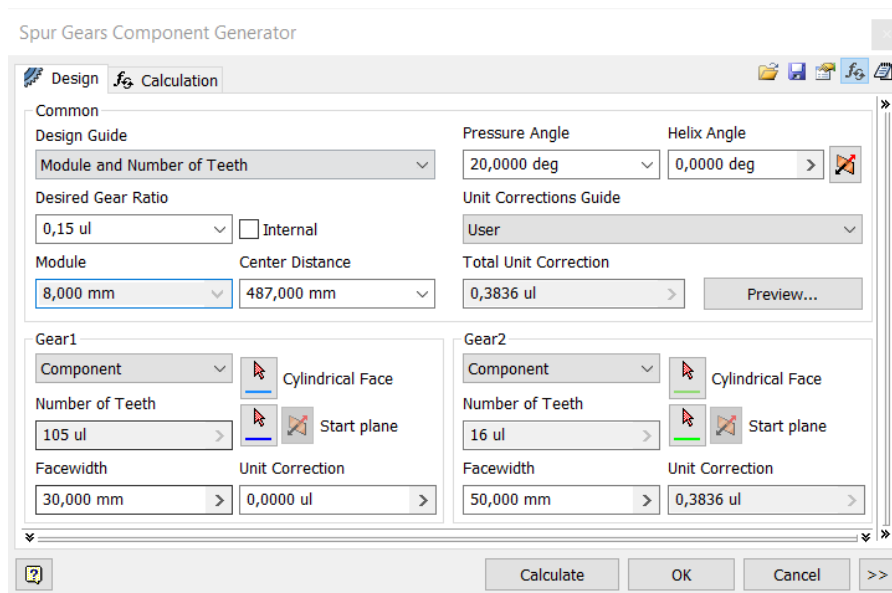 Spur Gears Component Generator
Design
Calculation
Common
Design Guide
Pressure Angle
Helix Angle
Module and Number of Teeth
20,0000 deg
0,0000 deg
Desired Gear Ratio
Unit Corrections Guide
0,15 ul
Internal
User
Module
Center Distance
Total Unit Correction
8,000 mm
487,000 mm
0,3836 ul
Preview...
Gear1
Gear2
Component
Cylindrical Face
Component
Cylindrical Face
Number of Teeth
Start plane
Number of Teeth
Start plane
105 ul
16 ul
Facewidth
Unit Correction
Facewidth
Unit Correction
30,000 mm
0,0000 ul
50,000 mm
0,3836 ul
Calculate
OK
Cancel
>>